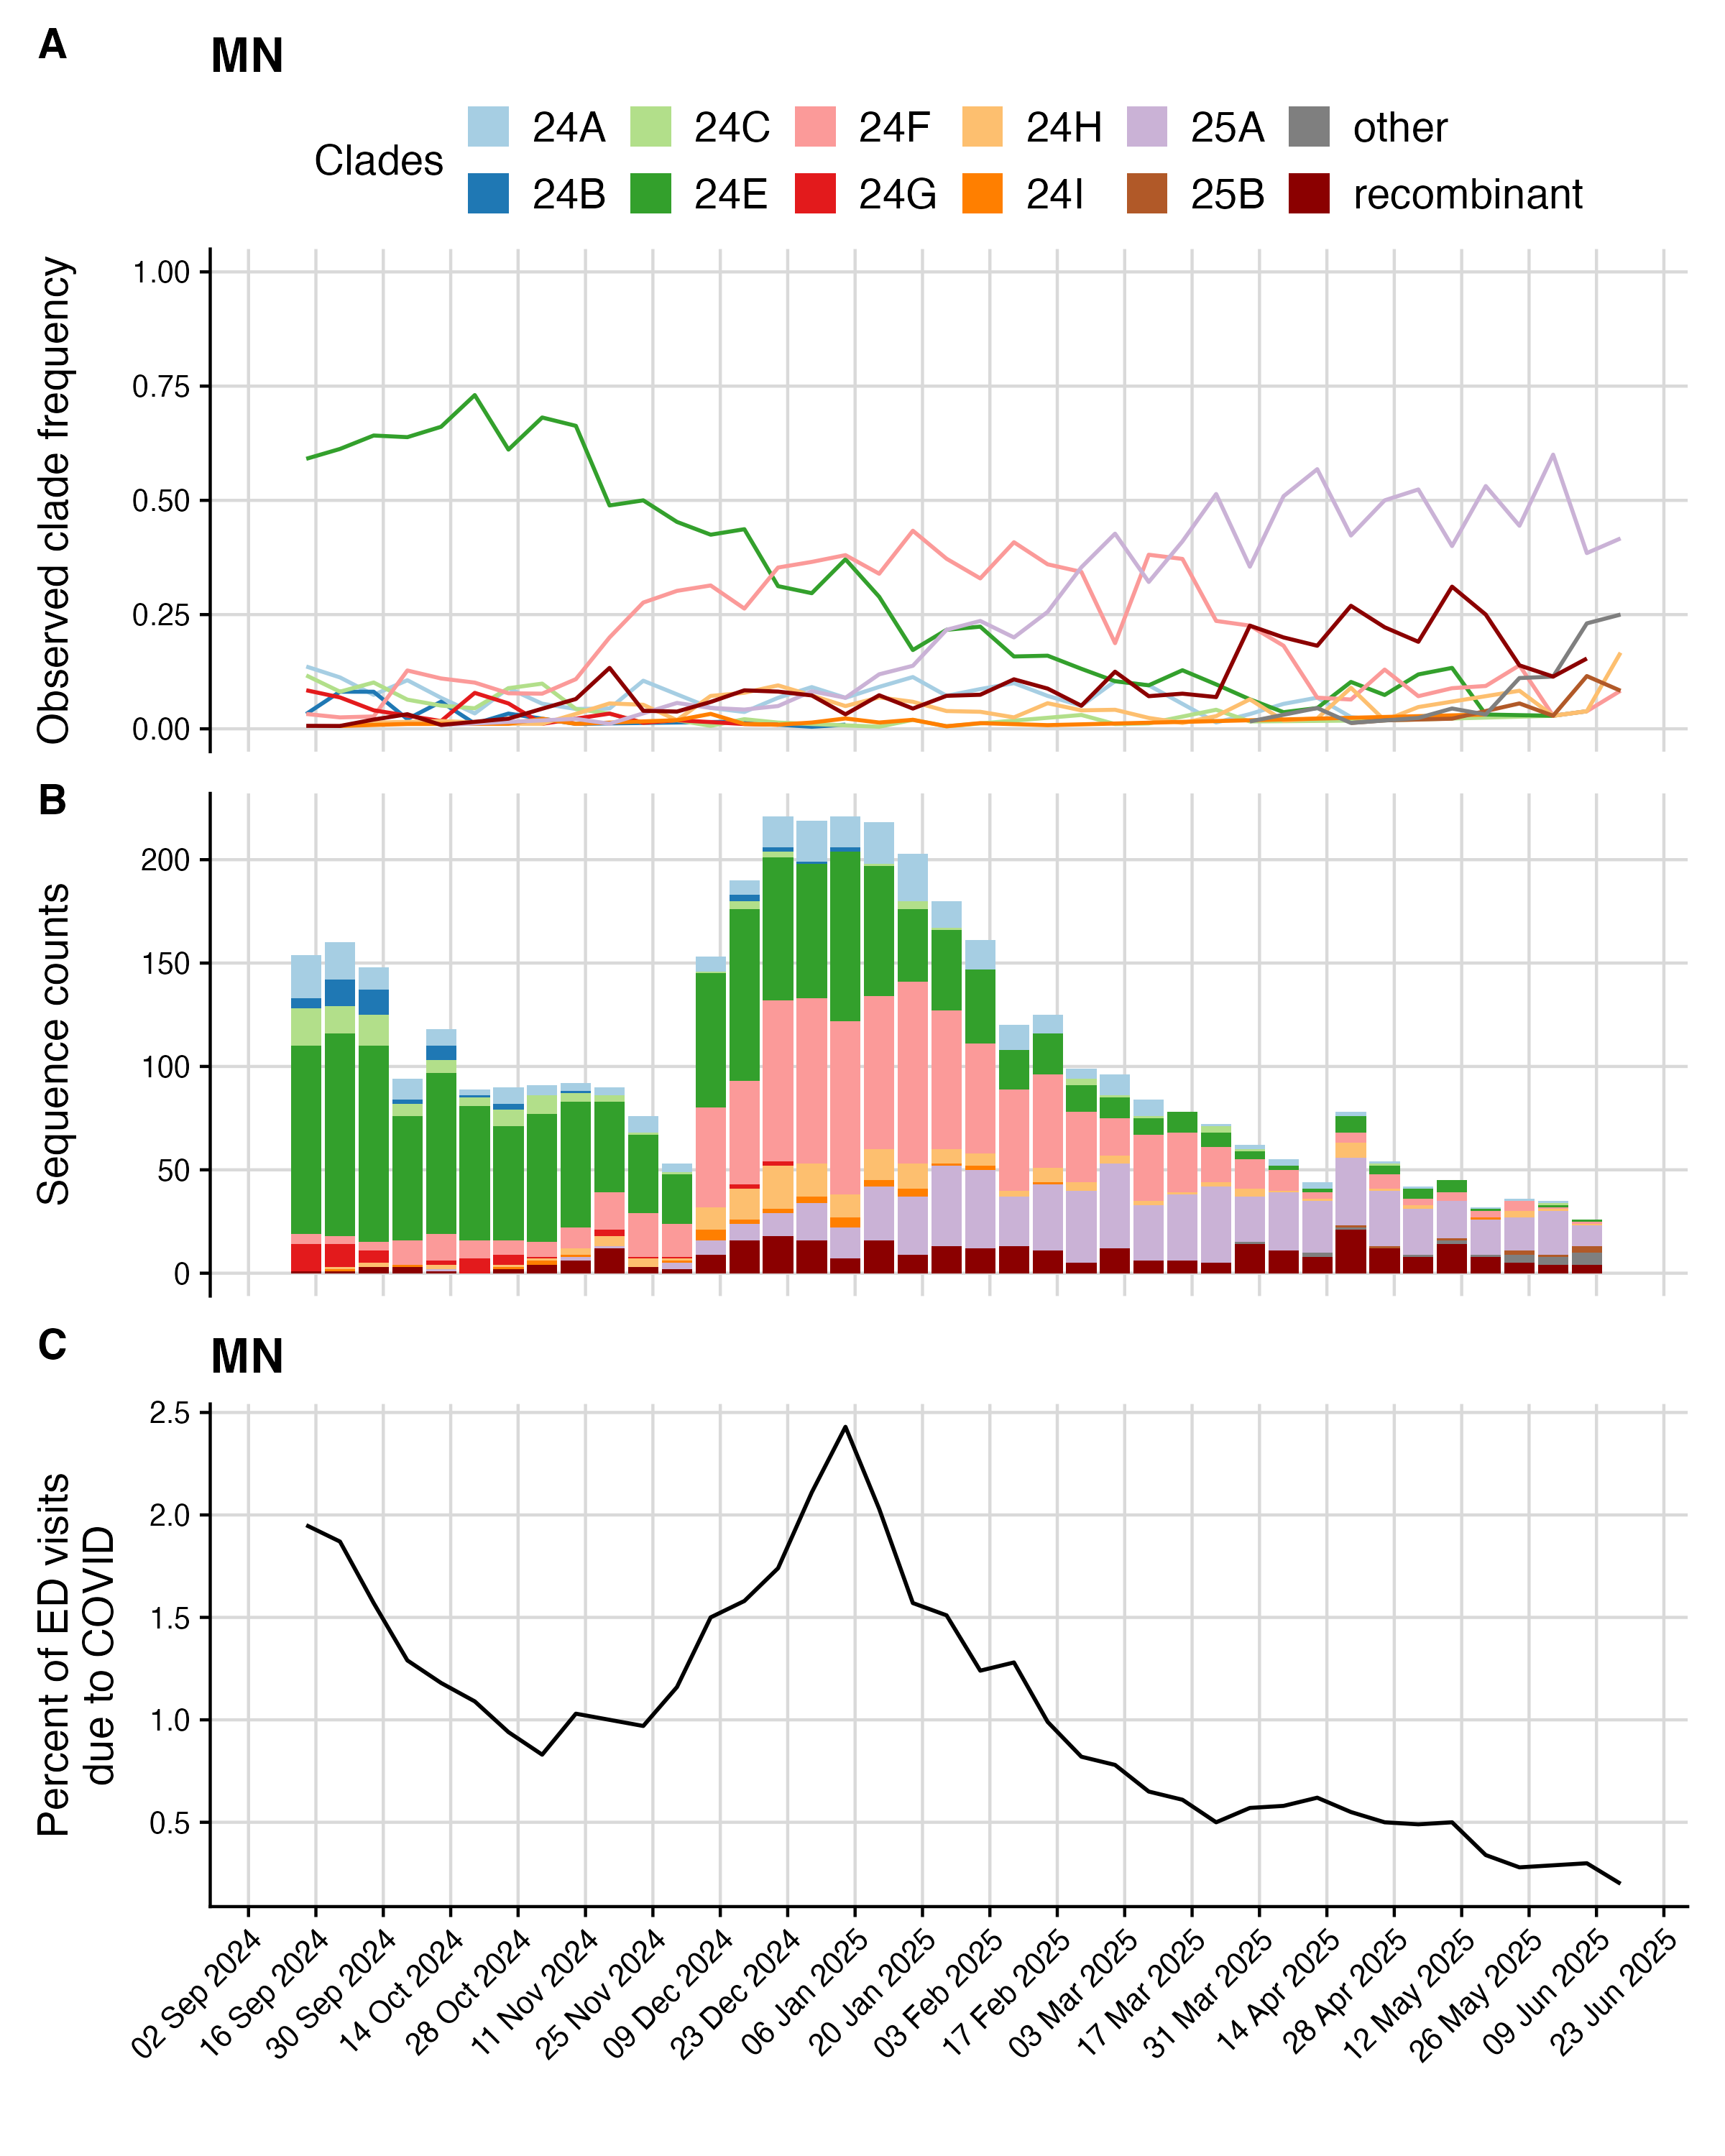 A
MN
Clades
24A 24C 24F 24H 25A other
24B 24E 24G 24I 25B recombinant
Observed clade frequency
1.00
0.75
0.50
0.25
0.00
B
Sequence counts
200
150
100
50
0
C
MN
Percent of ED visits
due to COVID
2.5
2.0
1.5
1.0
0.5
02 Sep 2024
16 Sep 2024
30 Sep 2024
14 Oct 2024
28 Oct 2024
11 Nov 2024
25 Nov 2024
09 Dec 2024
23 Dec 2024
06 Jan 2025
20 Jan 2025
03 Feb 2025
17 Feb 2025
03 Mar 2025
17 Mar 2025
31 Mar 2025
14 Apr 2025
28 Apr 2025
12 May 2025
26 May 2025
09 Jun 2025
23 Jun 2025